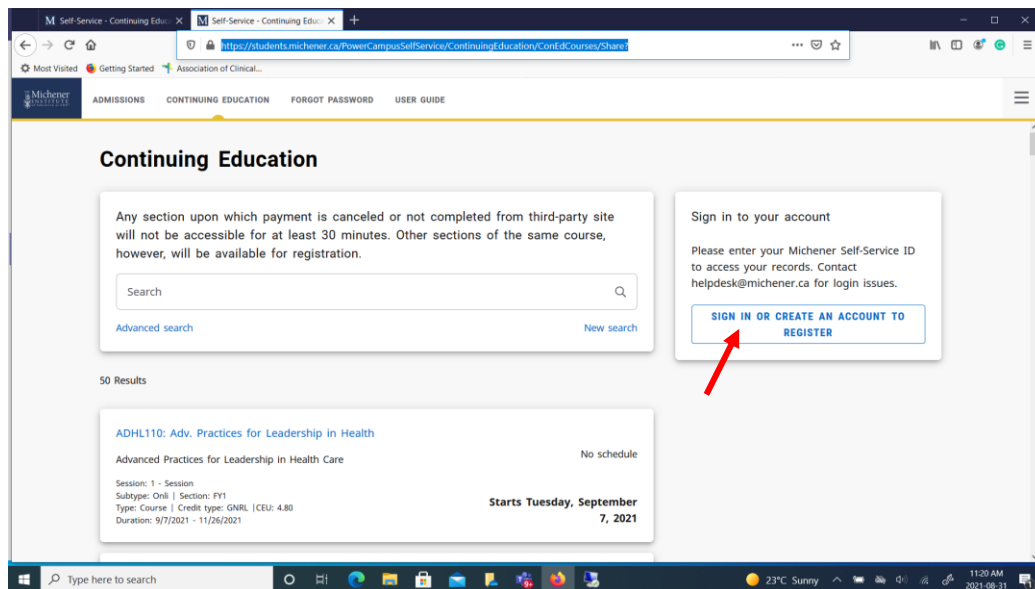 Self-Service - Continuing Educ
Self-Service - Continuing Educ
https://students.michener.ca/PowerCampusSelfService/ContinuingEducation/ConEdCourses/Share?
Most Visited
Getting Started
Association of Clinical...
Michener
INSTITUTE
ADMISSIONS
CONTINUING EDUCATION
FORGOT PASSWORD
USER GUIDE
Continuing Education
Any section upon which payment is canceled or not completed from third-party site
will not be accessible for at least 30 minutes. Other sections of the same course,
however, will be available for registration.
Search
Advanced search
New search
Sign in to your account
Please enter your Michener Self-Service ID
to access your records. Contact
helpdesk@michener.ca for login issues.
SIGN IN OR CREATE AN ACCOUNT TO
REGISTER
50 Results
ADHL110: Adv. Practices for Leadership in Health
Advanced Practices for Leadership in Health Care
Session: 1 - Session
Subtype: Onli | Section: FY1
Type: Course | Credit type: GNRL |CEU: 4.80
Duration: 9/7/2021 - 11/26/2021
No schedule
Starts Tuesday, September
7, 2021
Type here to search
23°C Sunny
11:20 AM
2021-08-31